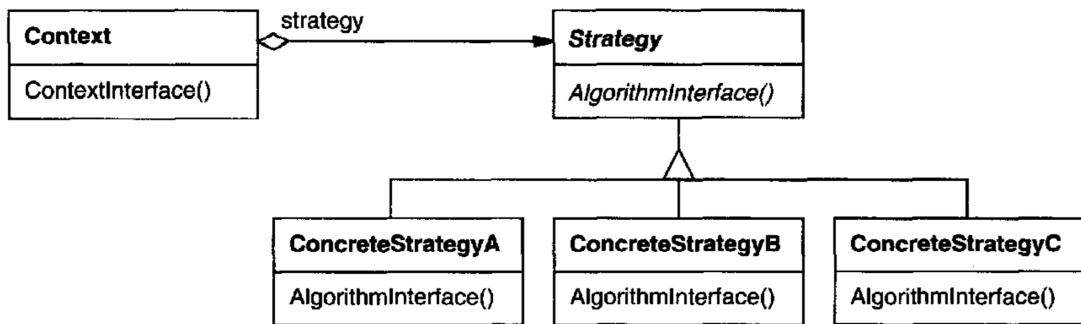 Context
ContextInterface()
strategy
Strategy
AlgorithmInterface()
ConcreteStrategyA
AlgorithmInterface()
ConcreteStrategyB
AlgorithmInterface()
ConcreteStrategyC
AlgorithmInterface()